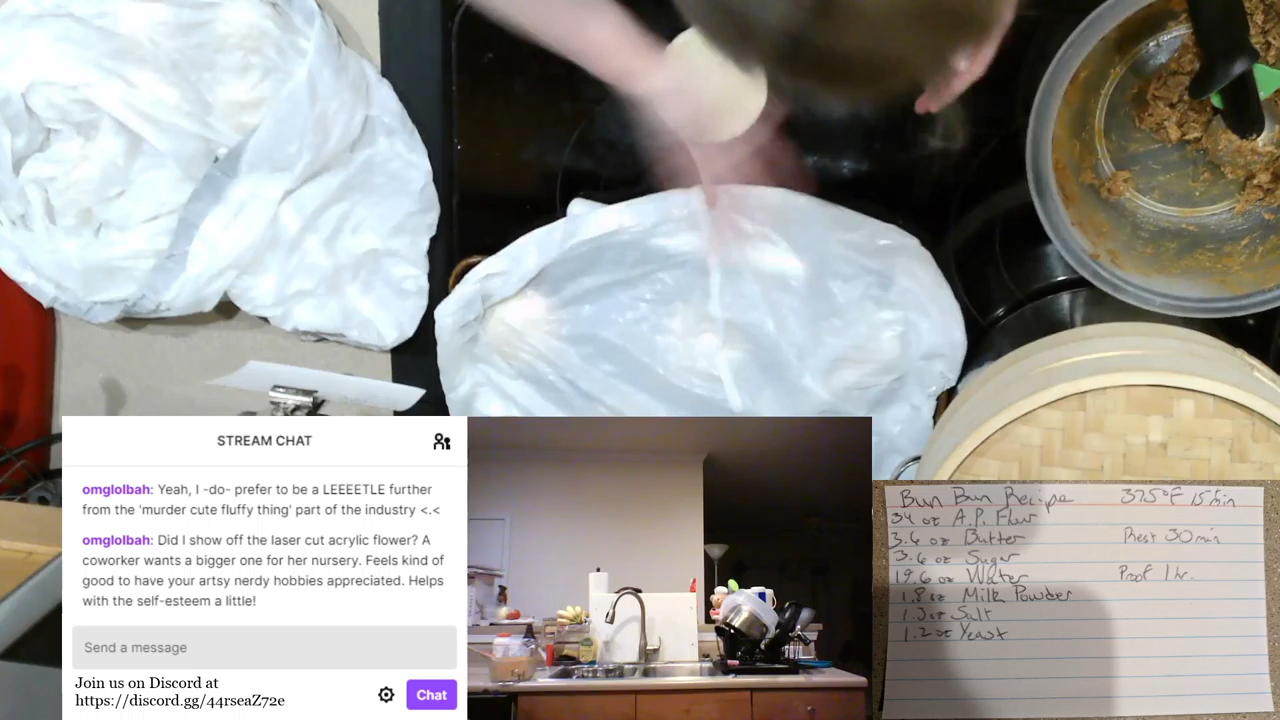 STREAM CHAT
omglolbah: Yeah, I -do- prefer to be a LEEEETLE further
from the 'murder cute fluffy thing' part of the industry <.<
omglolbah: Did I show off the laser cut acrylic flower? A
coworker wants a bigger one for her nursery. Feels kind of
good to have your artsy nerdy hobbies appreciated. Helps
with the self-esteem a little!
Send a message
Join us on Discord at
https://discord.gg/44rseaZ72e
Chat
Bun Bun Recipe 375°F 15 min
34 oz A.P. Flour
3.6 oz Butter Rest 30 min
3.6 oz Sugar
19.6 oz Water Proof 1 hr.
1.8 oz Milk Powder
1.3 oz Salt
1.2 oz Yeast